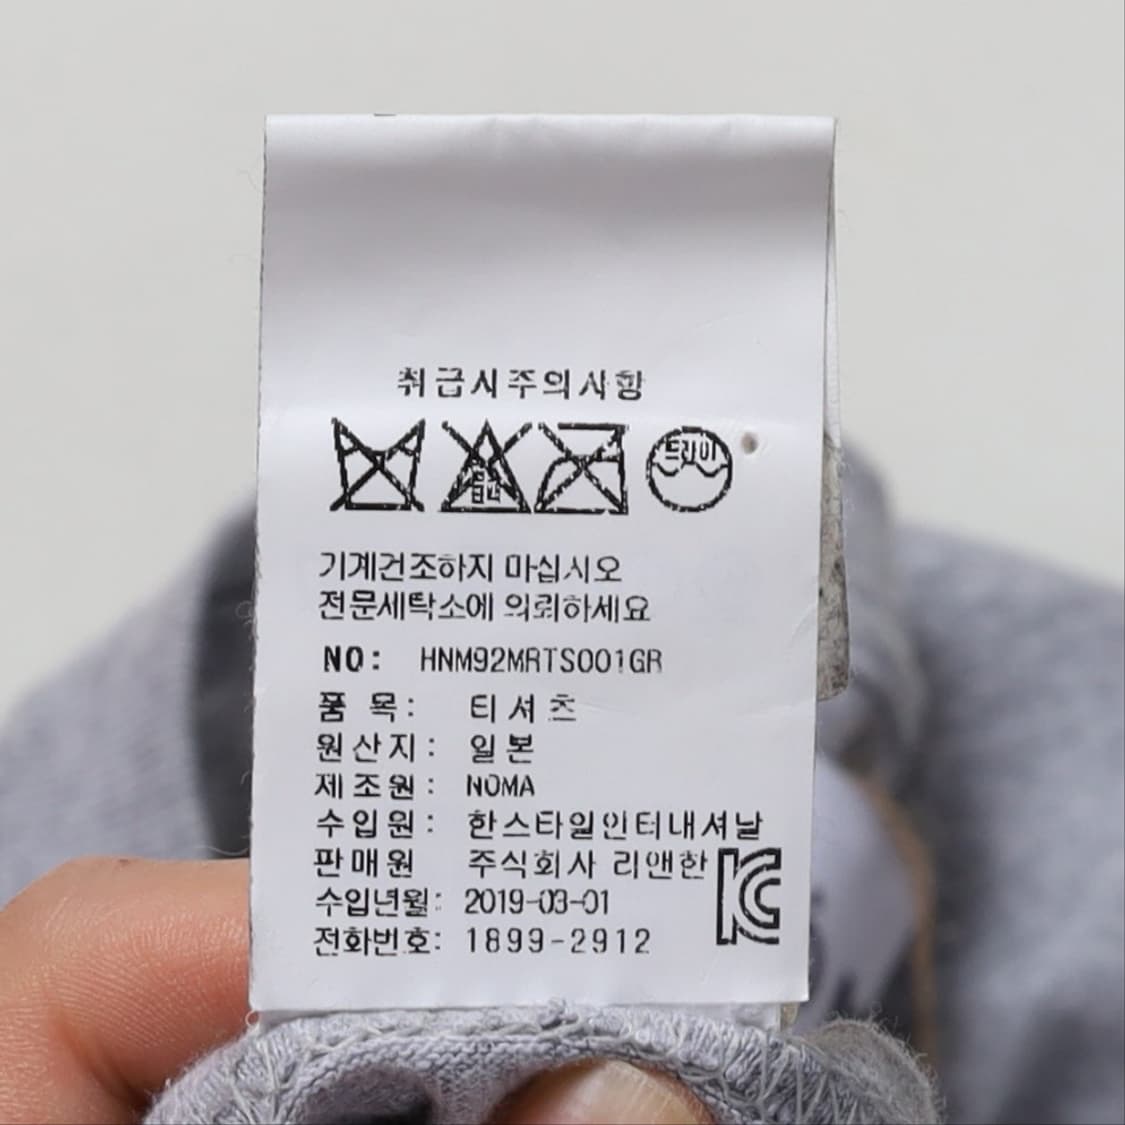 취급시주의사항
드라이
기계건조하지 마십시오
전문세탁소에 의뢰하세요
NO: HNM92MRTS001GR
품 목: 티셔츠
원산지: 일본
제조원: NOMA
수입원: 한스타일인터내셔날
판매원 주식회사 리앤한
수입년월: 2019-03-01
전화번호: 1899-2912